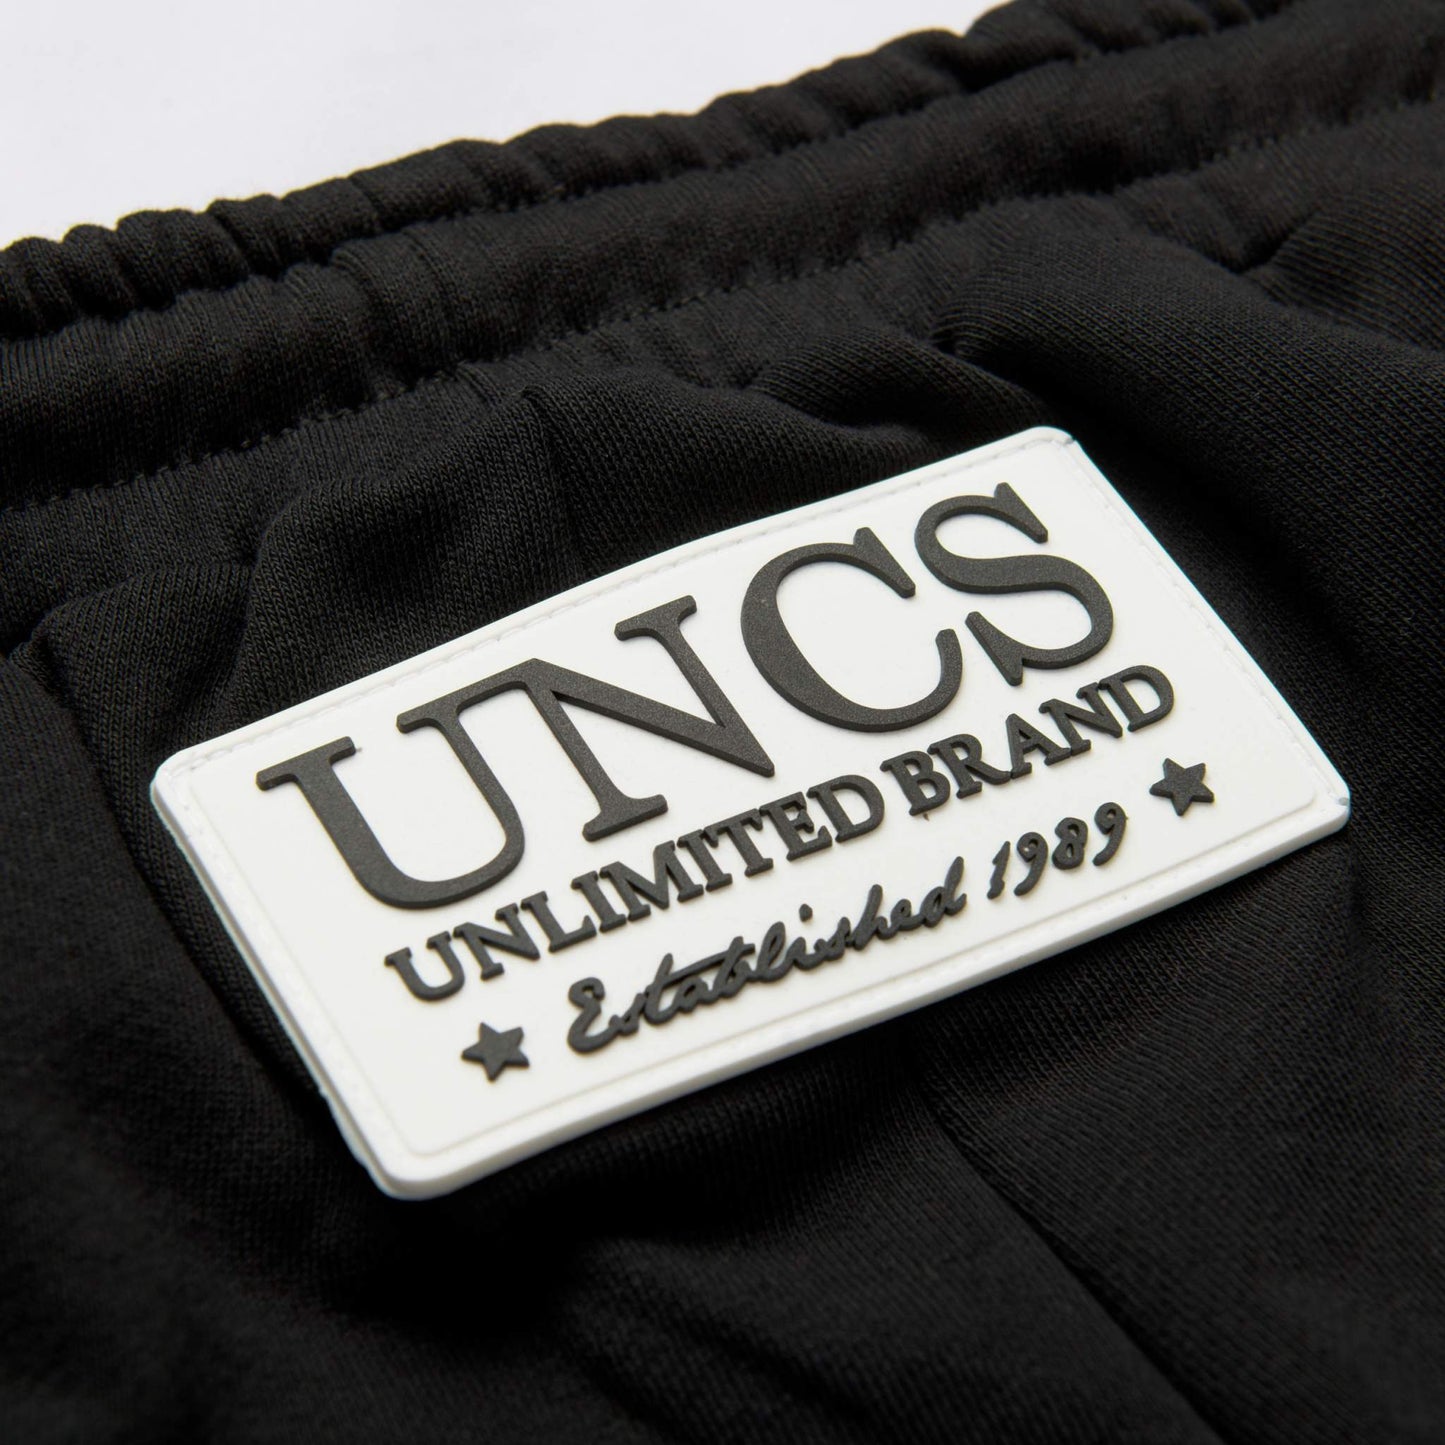 UNCS
UNLIMITED BRAND
★ Established 1989 ★